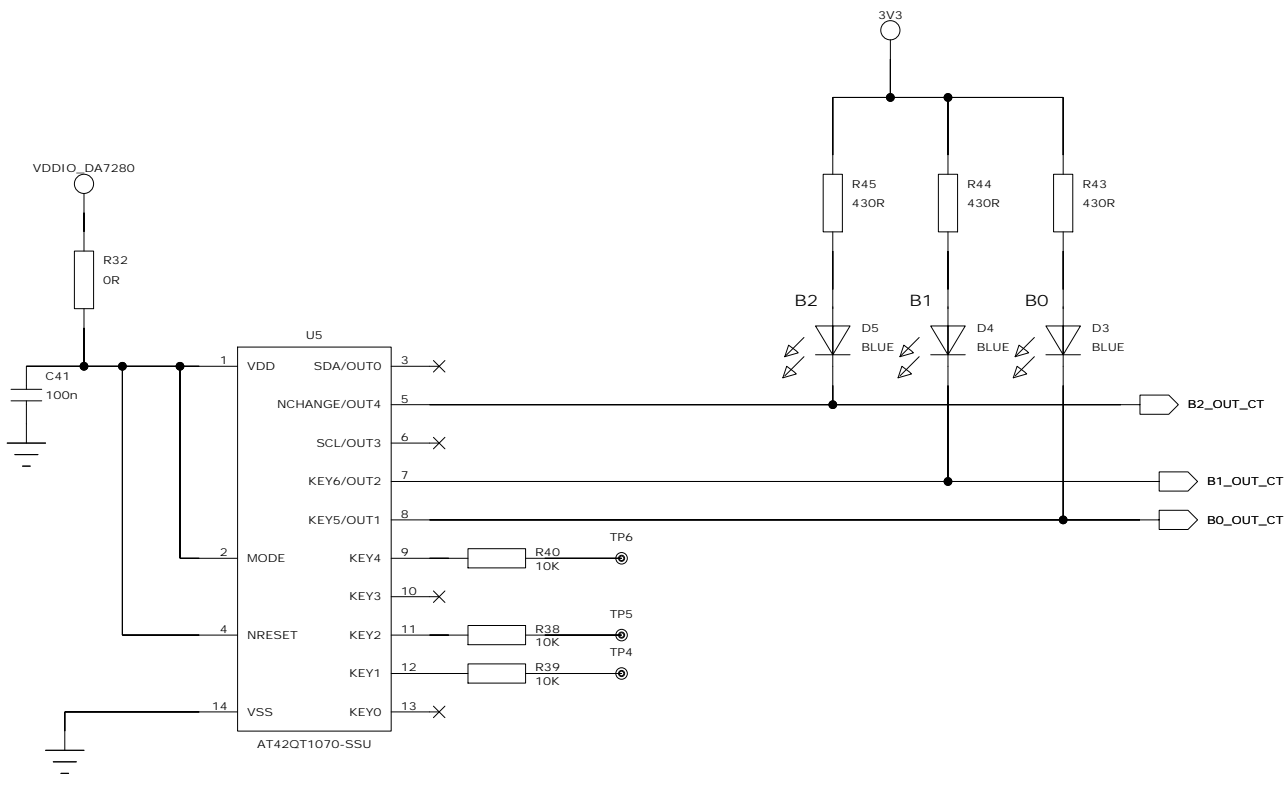 3V3
VDDIO_DA7280
R45
430R
R44
430R
R43
430R
R32
0R
B2
B1
B0
D5
BLUE
D4
BLUE
D3
BLUE
U5
C41
100n
1
VDD
SDA/OUT0
3
NCHANGE/OUT4
5
B2_OUT_CT
SCL/OUT3
6
KEY6/OUT2
7
B1_OUT_CT
KEY5/OUT1
8
B0_OUT_CT
2
MODE
KEY4
9
R40
10K
TP6
KEY3
10
4
NRESET
KEY2
11
R38
10K
TP5
KEY1
12
R39
10K
TP4
14
VSS
KEY0
13
AT42QT1070-SSU